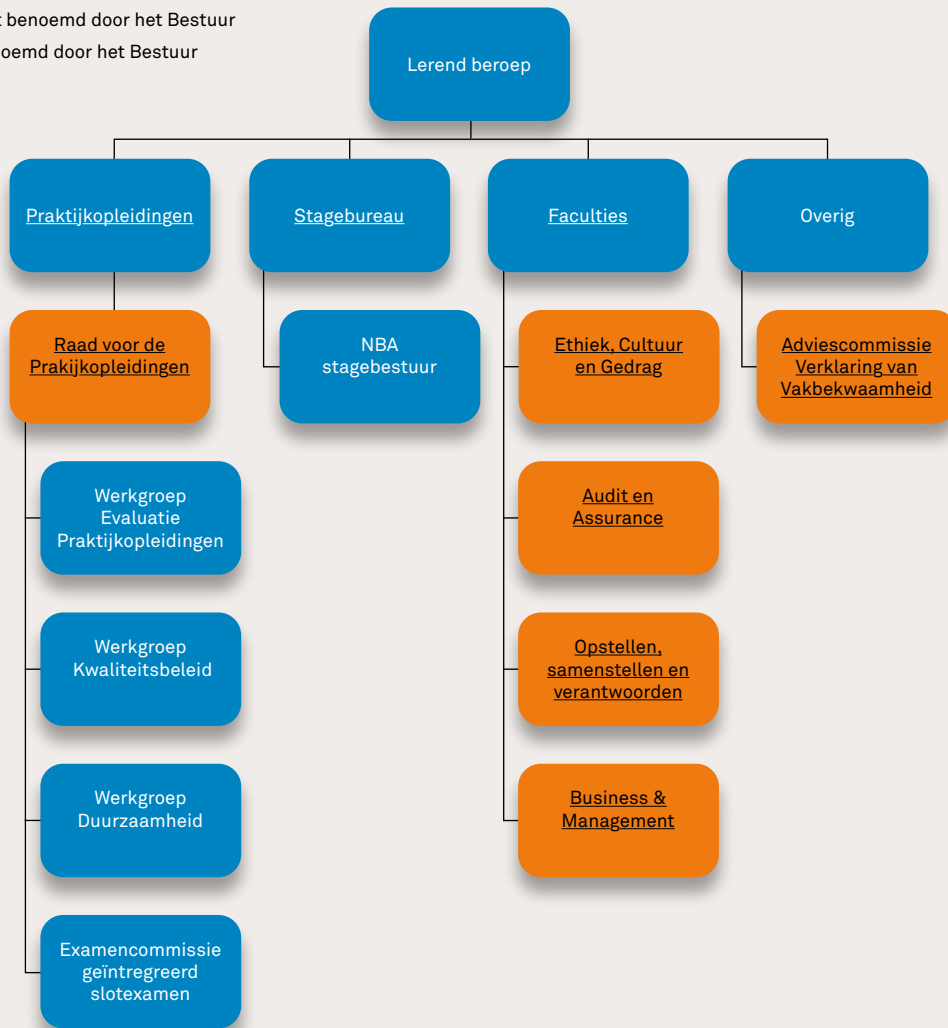 benoemd door het Bestuur
door het Bestuur
Lerend beroep
Praktijkopleidingen
Stagebureau
Faculties
Overig
Raad voor de
Prakijkopleidingen
NBA
stagebestuur
Ethiek, Cultuur
en Gedrag
Adviescommissie
Verklaring van
Vakbekwaamheid
Werkgroep
Evaluatie
Praktijkopleidingen
Audit en
Assurance
Werkgroep
Kwaliteitsbeleid
Opstellen,
samenstellen en
verantwoorden
Werkgroep
Duurzaamheid
Business &
Management
Examencommissie
geïntregreerd
slotexamen